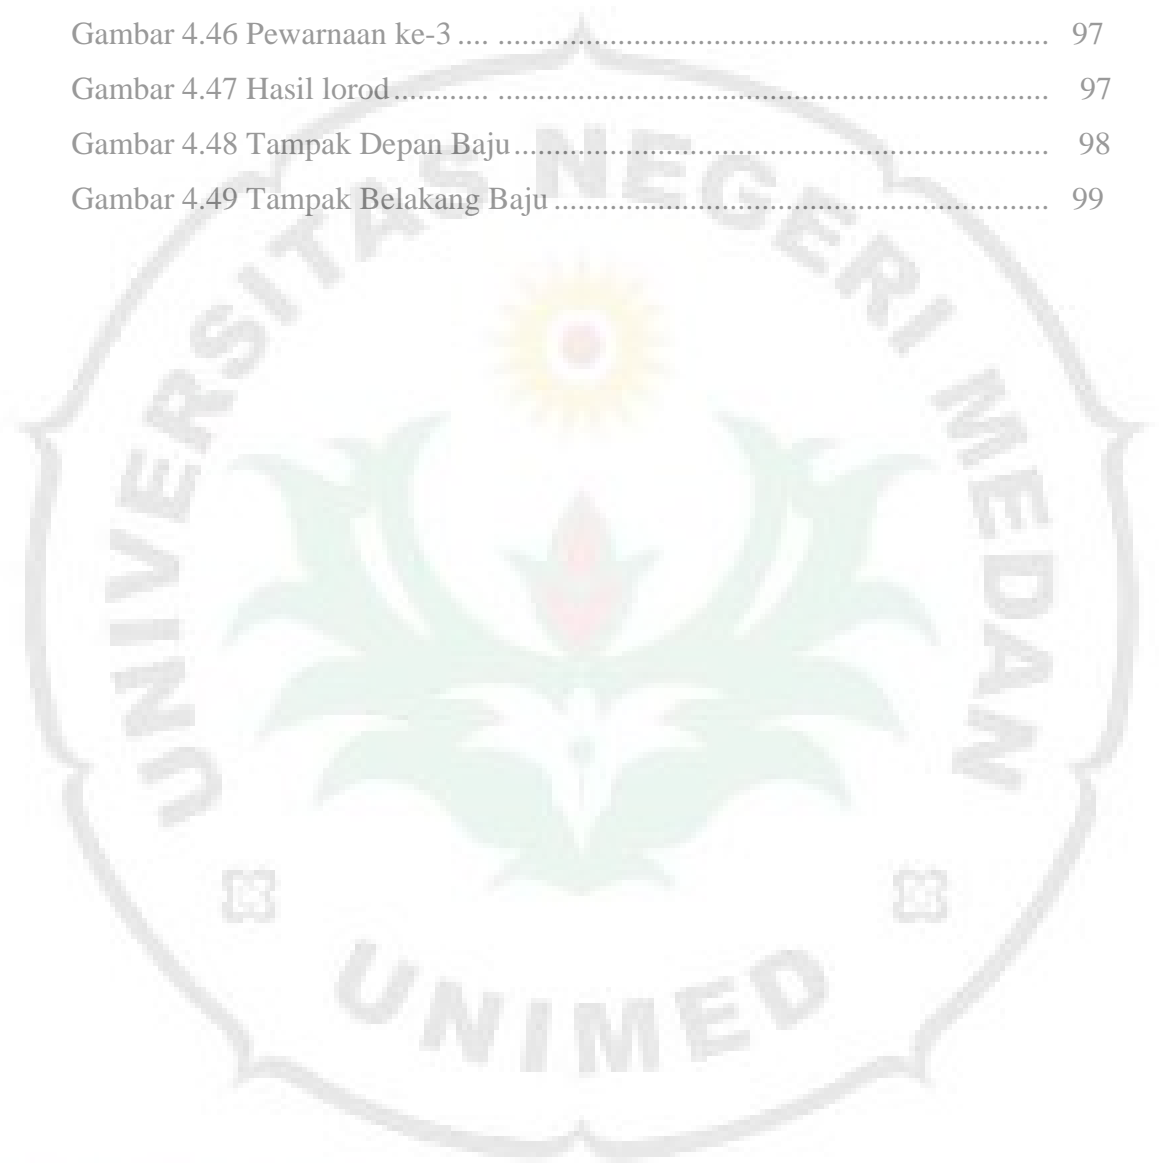 Gambar 4.46 Pewarnaan ke-3 .... ...................................................................... 97
Gambar 4.47 Hasil lorod............ ...................................................................... 97
Gambar 4.48 Tampak Depan Baju.................................................................... 98
Gambar 4.49 Tampak Belakang Baju ............................................................... 99
UNIVERSITAS NEGERI MEDAN
UNIMED